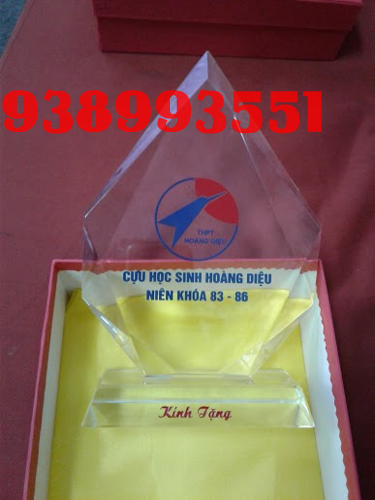 938993551
THPT
HOÀNG DIỆU
CỰU HỌC SINH HOÀNG DIỆU
NIÊN KHÓA 83 - 86
Kính Tặng